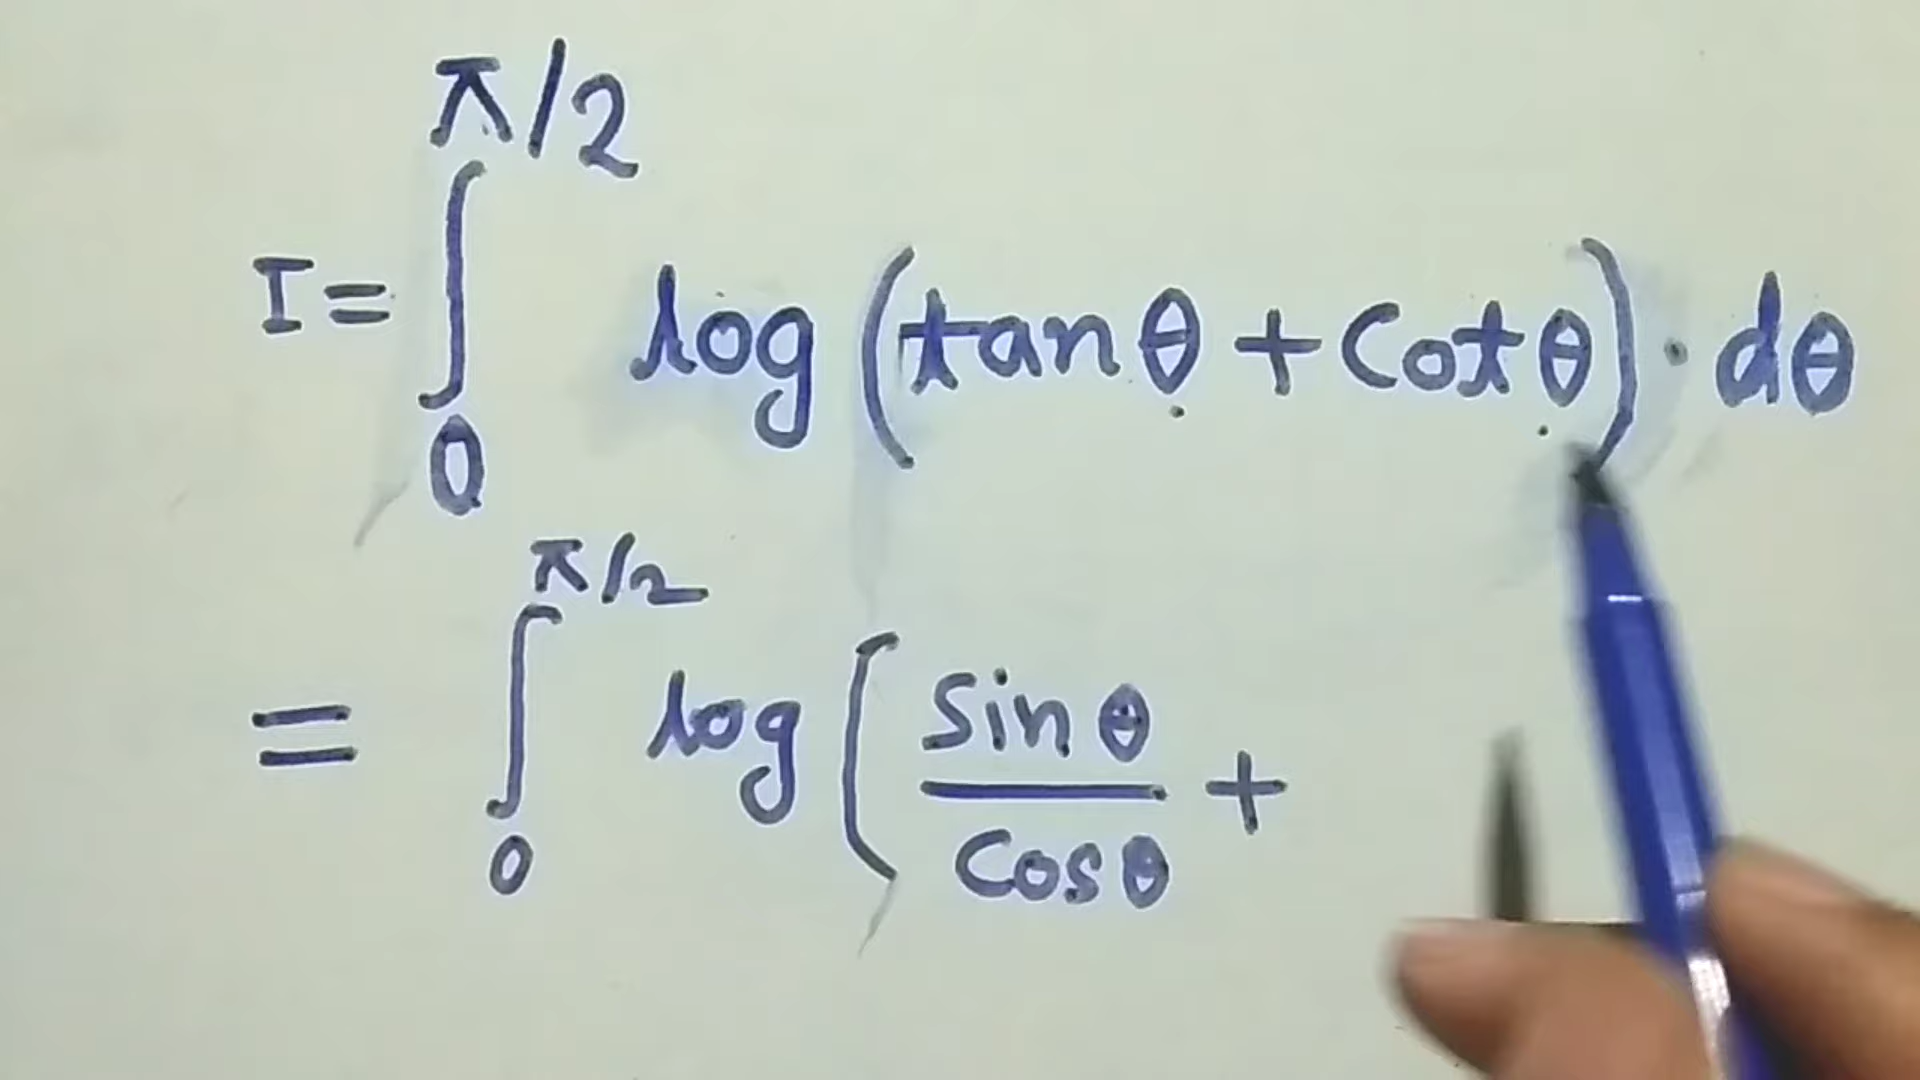 π/2
I = ∫ log (tan θ + cot θ) · dθ
0
π/2
= ∫ log ( sin θ +
cos θ
0